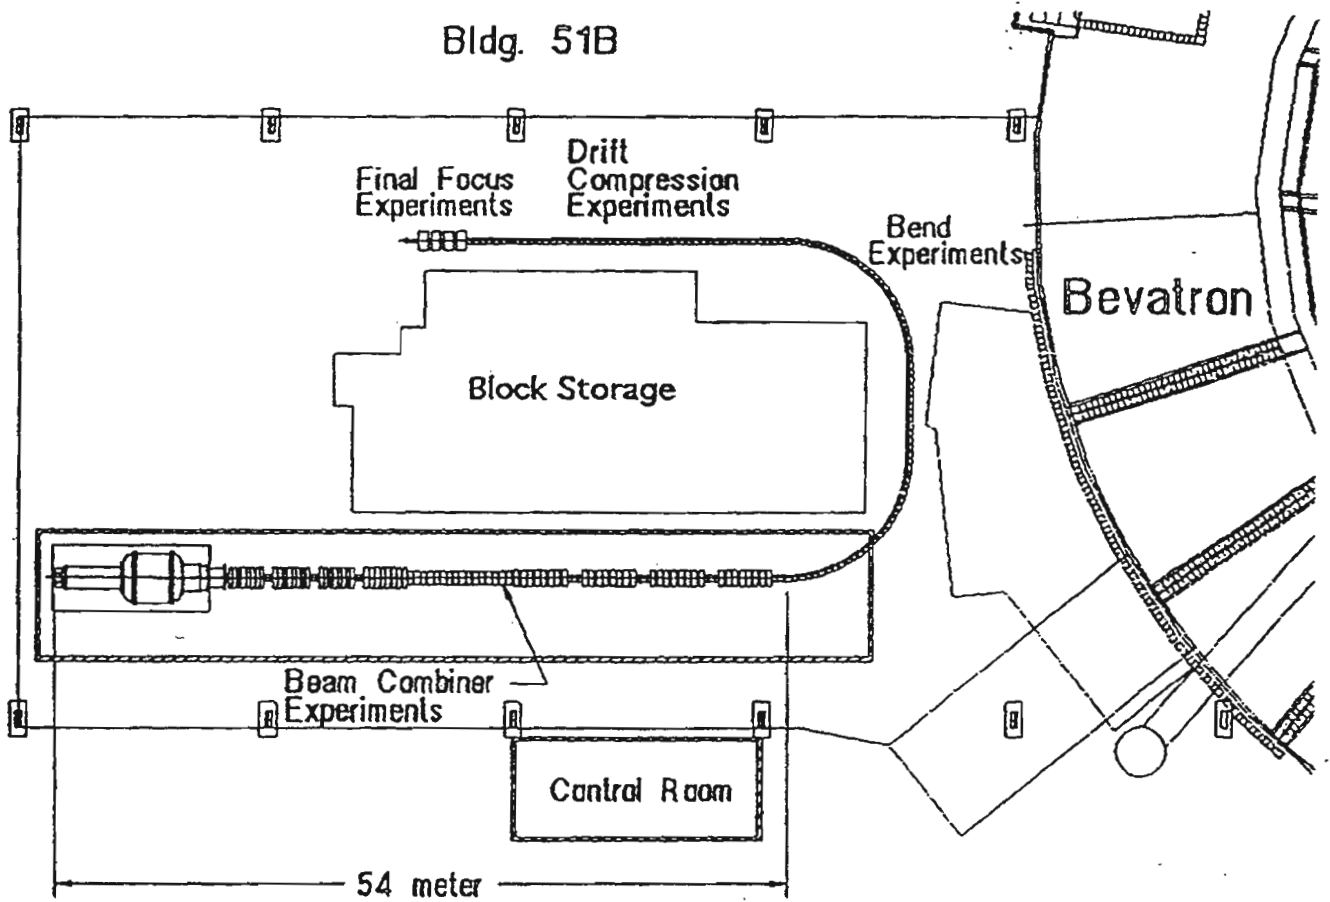 Bldg. 51B
Drift
Final Focus Compression
Experiments Experiments
Bend
Experiments
Bevatron
Block Storage
Beam Combiner
Experiments
Control Room
54 meter